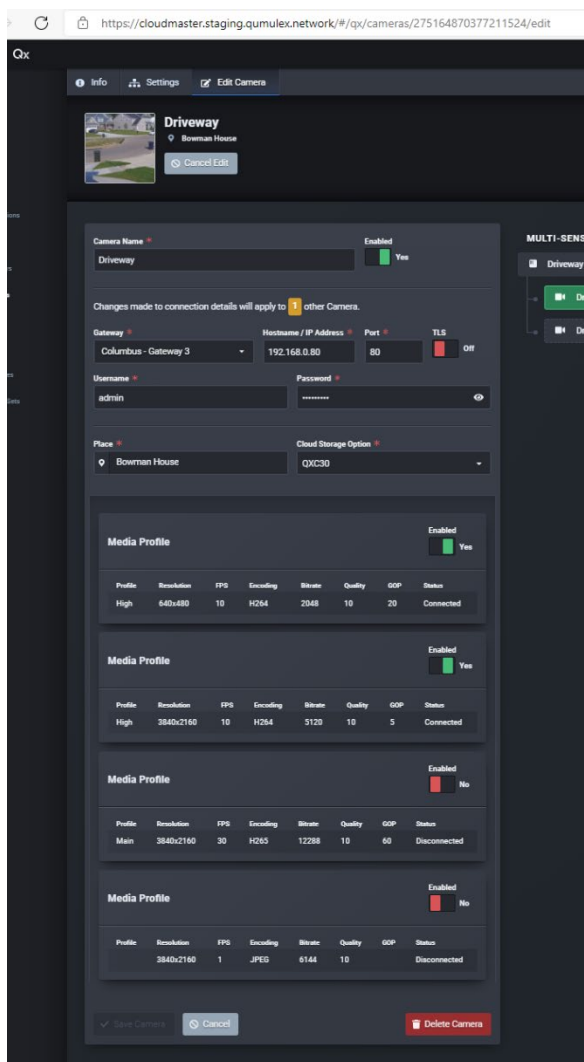 https://cloudmaster.staging.qumulex.network/#/qx/cameras/275164870377211524/edit
Qx
Info Settings Edit Camera
Driveway
Bowman House
Cancel Edit
Camera Name * Enabled
Driveway Yes
MULTI-SENS
Driveway
Changes made to connection details will apply to 1 other Camera.
Gateway * Hostname / IP Address * Port * TLS
Columbus - Gateway 3 192.168.0.80 80 Off
Username * Password *
admin •••••••••
Place * Cloud Storage Option *
Bowman House QXC30
Enabled
Media Profile Yes
Profile Resolution FPS Encoding Bitrate Quality GOP Status
High 640x480 10 H264 2048 10 20 Connected
Enabled
Media Profile Yes
Profile Resolution FPS Encoding Bitrate Quality GOP Status
High 3840x2160 10 H264 5120 10 5 Connected
Enabled
Media Profile No
Profile Resolution FPS Encoding Bitrate Quality GOP Status
Main 3840x2160 30 H265 12288 10 60 Disconnected
Enabled
Media Profile No
Profile Resolution FPS Encoding Bitrate Quality GOP Status
3840x2160 1 JPEG 6144 10 Disconnected
Save Camera Cancel Delete Camera